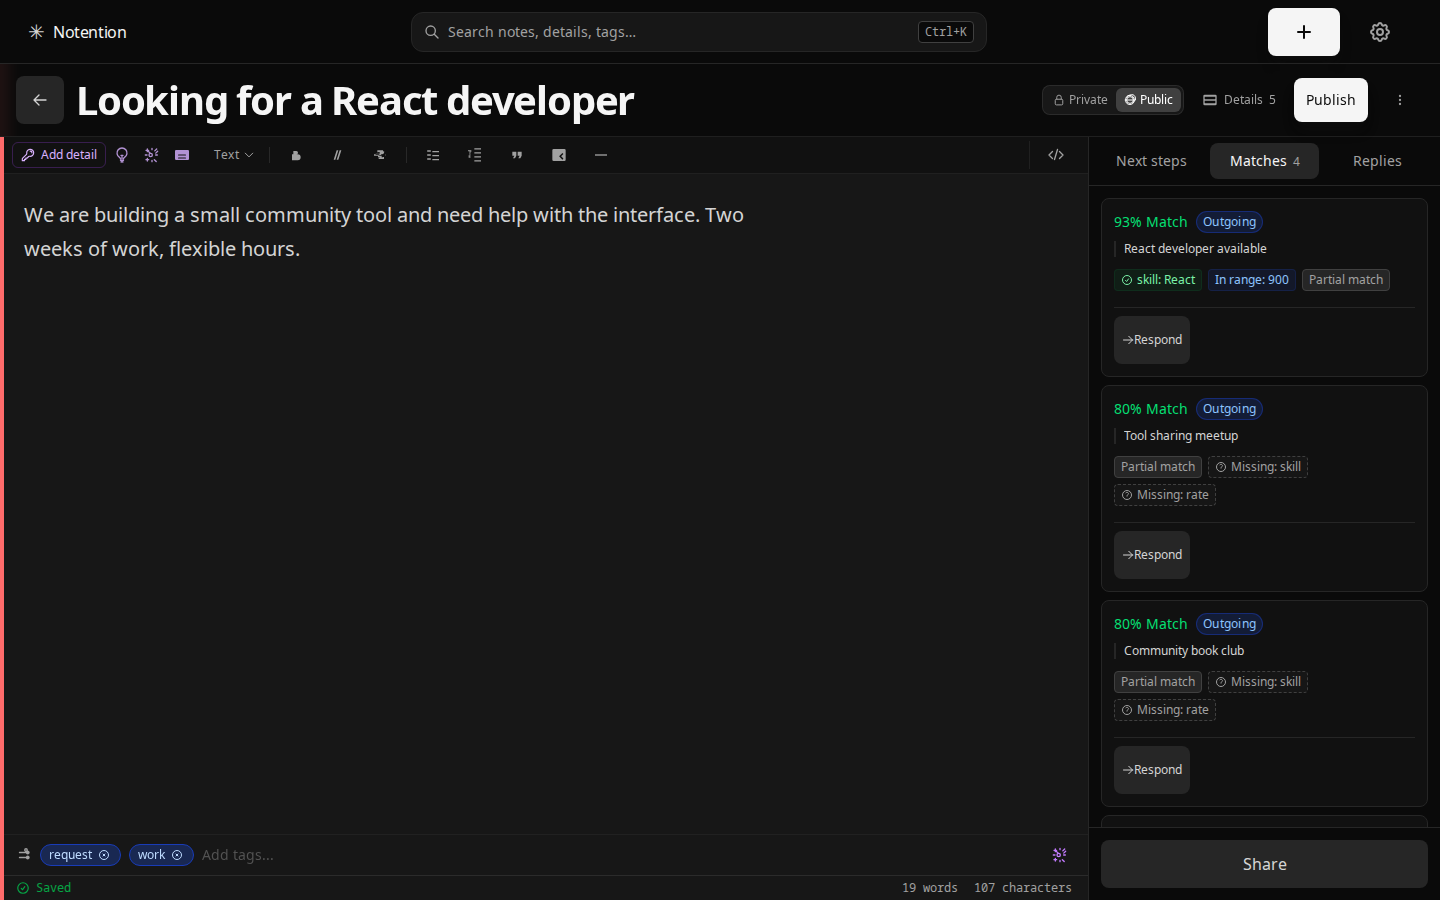 Notention
Search notes, details, tags...
Ctrl+K
Looking for a React developer
Private
Public
Details 5
Publish
Add detail
Text
We are building a small community tool and need help with the interface. Two
weeks of work, flexible hours.
request
work
Add tags...
Saved
19 words 107 characters
Next steps
Matches 4
Replies
93% Match Outgoing
React developer available
skill: React In range: 900 Partial match
Respond
80% Match Outgoing
Tool sharing meetup
Partial match Missing: skill
Missing: rate
Respond
80% Match Outgoing
Community book club
Partial match Missing: skill
Missing: rate
Respond
Share